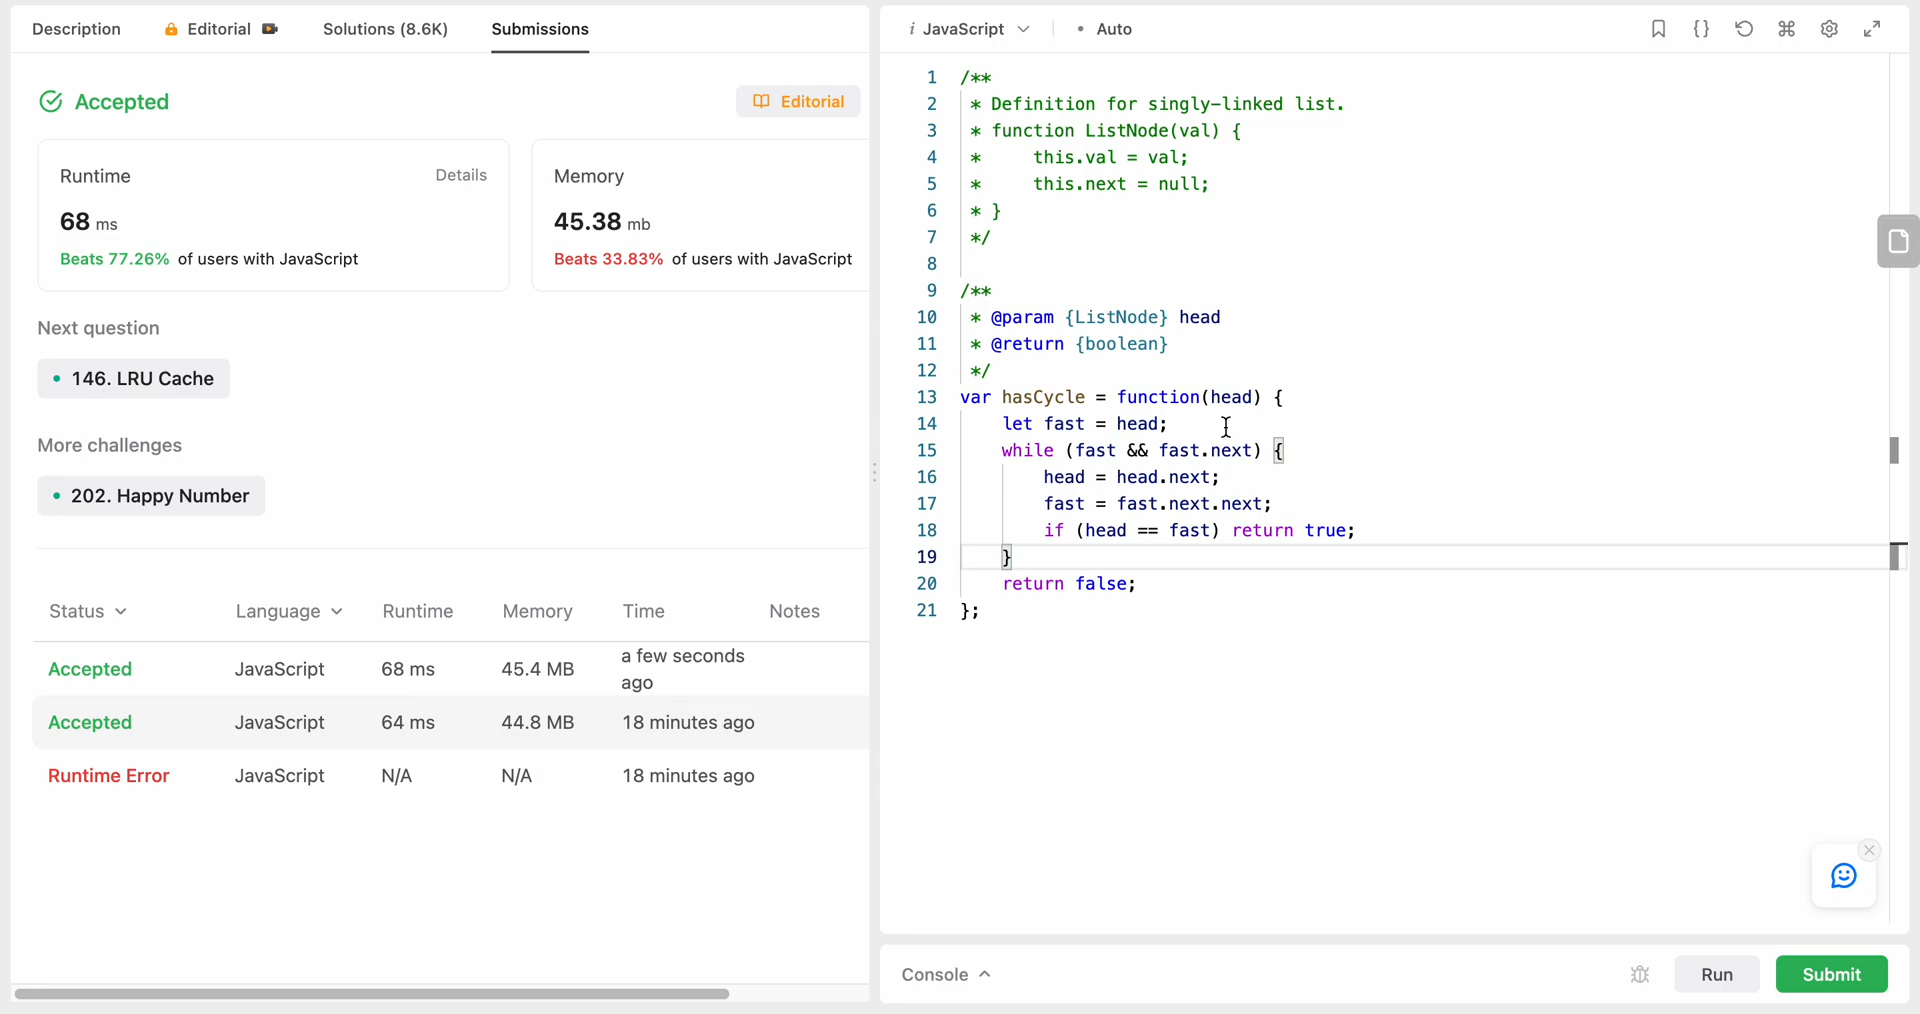 Description
Editorial
Solutions (8.6K)
Submissions
Accepted
Editorial
Runtime
Details
68 ms
Beats 77.26% of users with JavaScript
Memory
45.38 mb
Beats 33.83% of users with JavaScript
Next question
146. LRU Cache
More challenges
202. Happy Number
Status Language Runtime Memory Time Notes
Accepted JavaScript 68 ms 45.4 MB a few seconds
ago
Accepted JavaScript 64 ms 44.8 MB 18 minutes ago
Runtime Error JavaScript N/A N/A 18 minutes ago
i JavaScript
• Auto
1 /**
2  * Definition for singly-linked list.
3  * function ListNode(val) {
4  *     this.val = val;
5  *     this.next = null;
6  * }
7  */
8
9 /**
10  * @param {ListNode} head
11  * @return {boolean}
12  */
13 var hasCycle = function(head) {
14     let fast = head;
15     while (fast && fast.next) {
16         head = head.next;
17         fast = fast.next.next;
18         if (head == fast) return true;
19     }
20     return false;
21 };
Console
Run
Submit